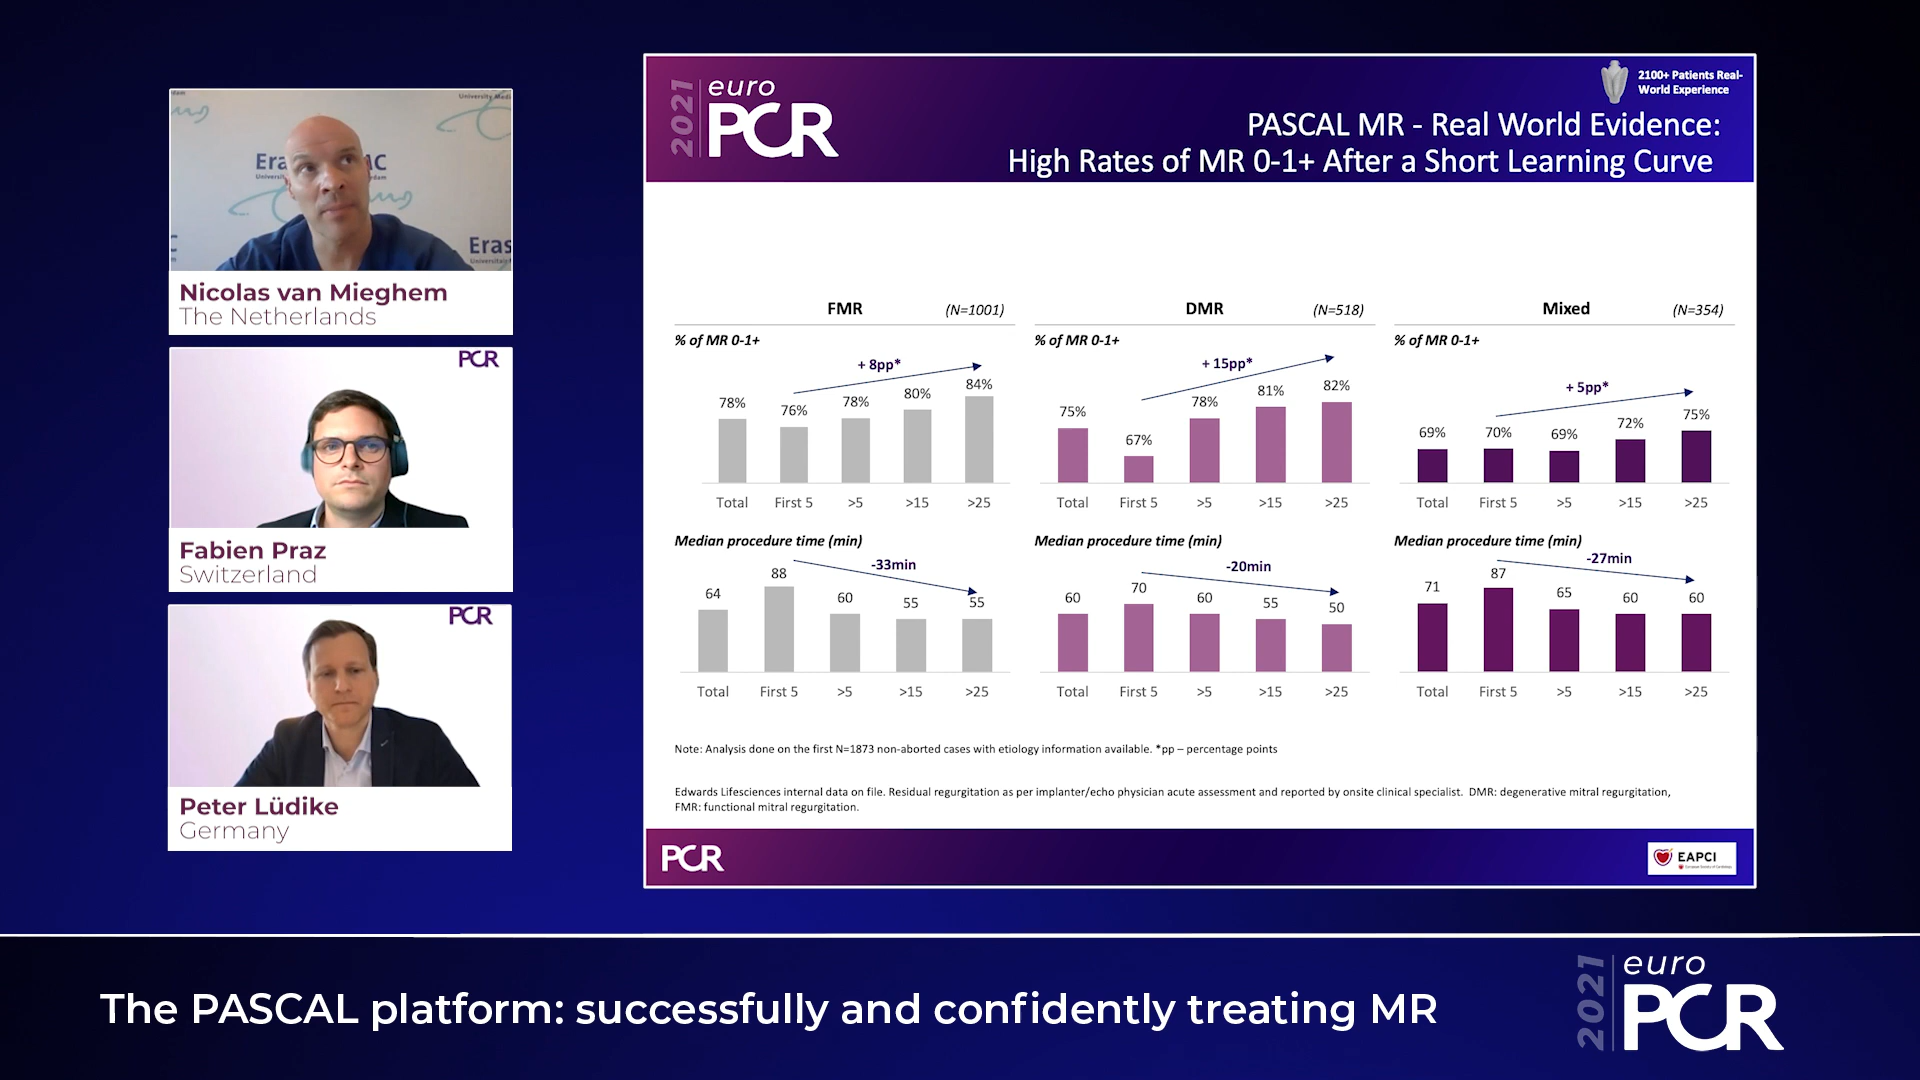 Nicolas van Mieghem
The Netherlands
PCR
Fabien Praz
Switzerland
PCR
Peter Lüdike
Germany
2021 euro
PCR
2100+ Patients Real-
World Experience
PASCAL MR - Real World Evidence:
High Rates of MR 0-1+ After a Short Learning Curve
FMR (N=1001)
% of MR 0-1+
+ 8pp*
78% 76% 78% 80% 84%
Total First 5 >5 >15 >25
Median procedure time (min)
-33min
64 88 60 55 55
Total First 5 >5 >15 >25
DMR (N=518)
% of MR 0-1+
+ 15pp*
75% 67% 78% 81% 82%
Total First 5 >5 >15 >25
Median procedure time (min)
-20min
60 70 60 55 50
Total First 5 >5 >15 >25
Mixed (N=354)
% of MR 0-1+
+ 5pp*
69% 70% 69% 72% 75%
Total First 5 >5 >15 >25
Median procedure time (min)
-27min
71 87 65 60 60
Total First 5 >5 >15 >25
Note: Analysis done on the first N=1873 non-aborted cases with etiology information available. *pp – percentage points
Edwards Lifesciences internal data on file. Residual regurgitation as per implanter/echo physician acute assessment and reported by onsite clinical specialist. DMR: degenerative mitral regurgitation,
FMR: functional mitral regurgitation.
PCR
EAPCI
The PASCAL platform: successfully and confidently treating MR
2021 euro
PCR